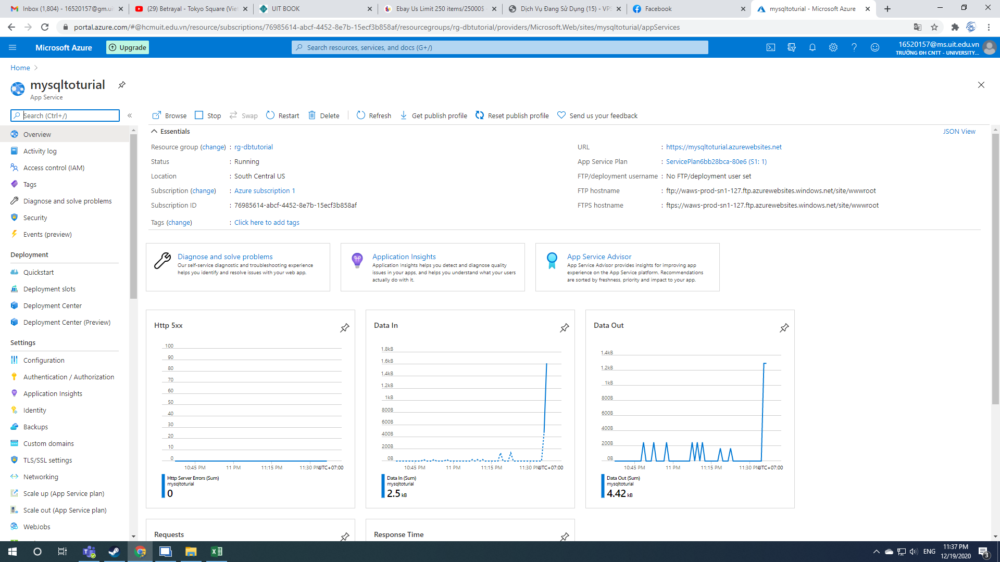 Inbox (1,804) - 16520157@gm.uit
(29) Betrayal - Tokyo Square (Viet
UIT BOOK
Ebay Us Limit 250 items/25000$ -
Dịch Vụ Đang Sử Dụng (15) - VPS
Facebook
mysqltoturial - Microsoft Azure
portal.azure.com/#@hcmuit.edu.vn/resource/subscriptions/76985614-abcf-4452-8e7b-15ecf3b858af/resourcegroups/rg-dbtutorial/providers/Microsoft.Web/sites/mysqltoturial/appServices
Microsoft Azure
Upgrade
Search resources, services, and docs (G+/)
16520157@ms.uit.edu.vn
TRƯỜNG ĐH CNTT - UNIVERSITY...
Home
mysqltoturial
App Service
Search (Ctrl+/)
Browse
Stop
Swap
Restart
Delete
Refresh
Get publish profile
Reset publish profile
Send us your feedback
Overview
Activity log
Access control (IAM)
Tags
Diagnose and solve problems
Security
Events (preview)
Deployment
Quickstart
Deployment slots
Deployment Center
Deployment Center (Preview)
Settings
Configuration
Authentication / Authorization
Application Insights
Identity
Backups
Custom domains
TLS/SSL settings
Networking
Scale up (App Service plan)
Scale out (App Service plan)
WebJobs
Essentials
JSON View
Resource group (change) : rg-dbtutorial
Status : Running
Location : South Central US
Subscription (change) : Azure subscription 1
Subscription ID : 76985614-abcf-4452-8e7b-15ecf3b858af
Tags (change) : Click here to add tags
URL : https://mysqltoturial.azurewebsites.net
App Service Plan : ServicePlan6bb28bca-80e6 (S1: 1)
FTP/deployment username : No FTP/deployment user set
FTP hostname : ftp://waws-prod-sn1-127.ftp.azurewebsites.windows.net/site/wwwroot
FTPS hostname : ftps://waws-prod-sn1-127.ftp.azurewebsites.windows.net/site/wwwroot
Diagnose and solve problems
Our self-service diagnostic and troubleshooting experience
helps you identify and resolve issues with your web app.
Application Insights
Application Insights helps you detect and diagnose quality
issues in your apps, and helps you understand what your users
actually do with it.
App Service Advisor
App Service Advisor provides insights for improving app
experience on the App Service platform. Recommendations
are sorted by freshness, priority and impact to your app.
Http 5xx
100
90
80
70
60
50
40
30
20
10
0
10:45 PM 11 PM 11:15 PM 11:30 PM UTC+07:00
Http Server Errors (Sum)
mysqltoturial
0
Data In
1.8kB
1.6kB
1.4kB
1.2kB
1kB
800B
600B
400B
200B
0B
10:45 PM 11 PM 11:15 PM 11:30 PM UTC+07:00
Data In (Sum)
mysqltoturial
2.5 kB
Data Out
1.4kB
1.2kB
1kB
800B
600B
400B
200B
0B
10:45 PM 11 PM 11:15 PM 11:30 PM UTC+07:00
Data Out (Sum)
mysqltoturial
4.42 kB
Requests
Response Time
ENG
11:37 PM
12/19/2020
3